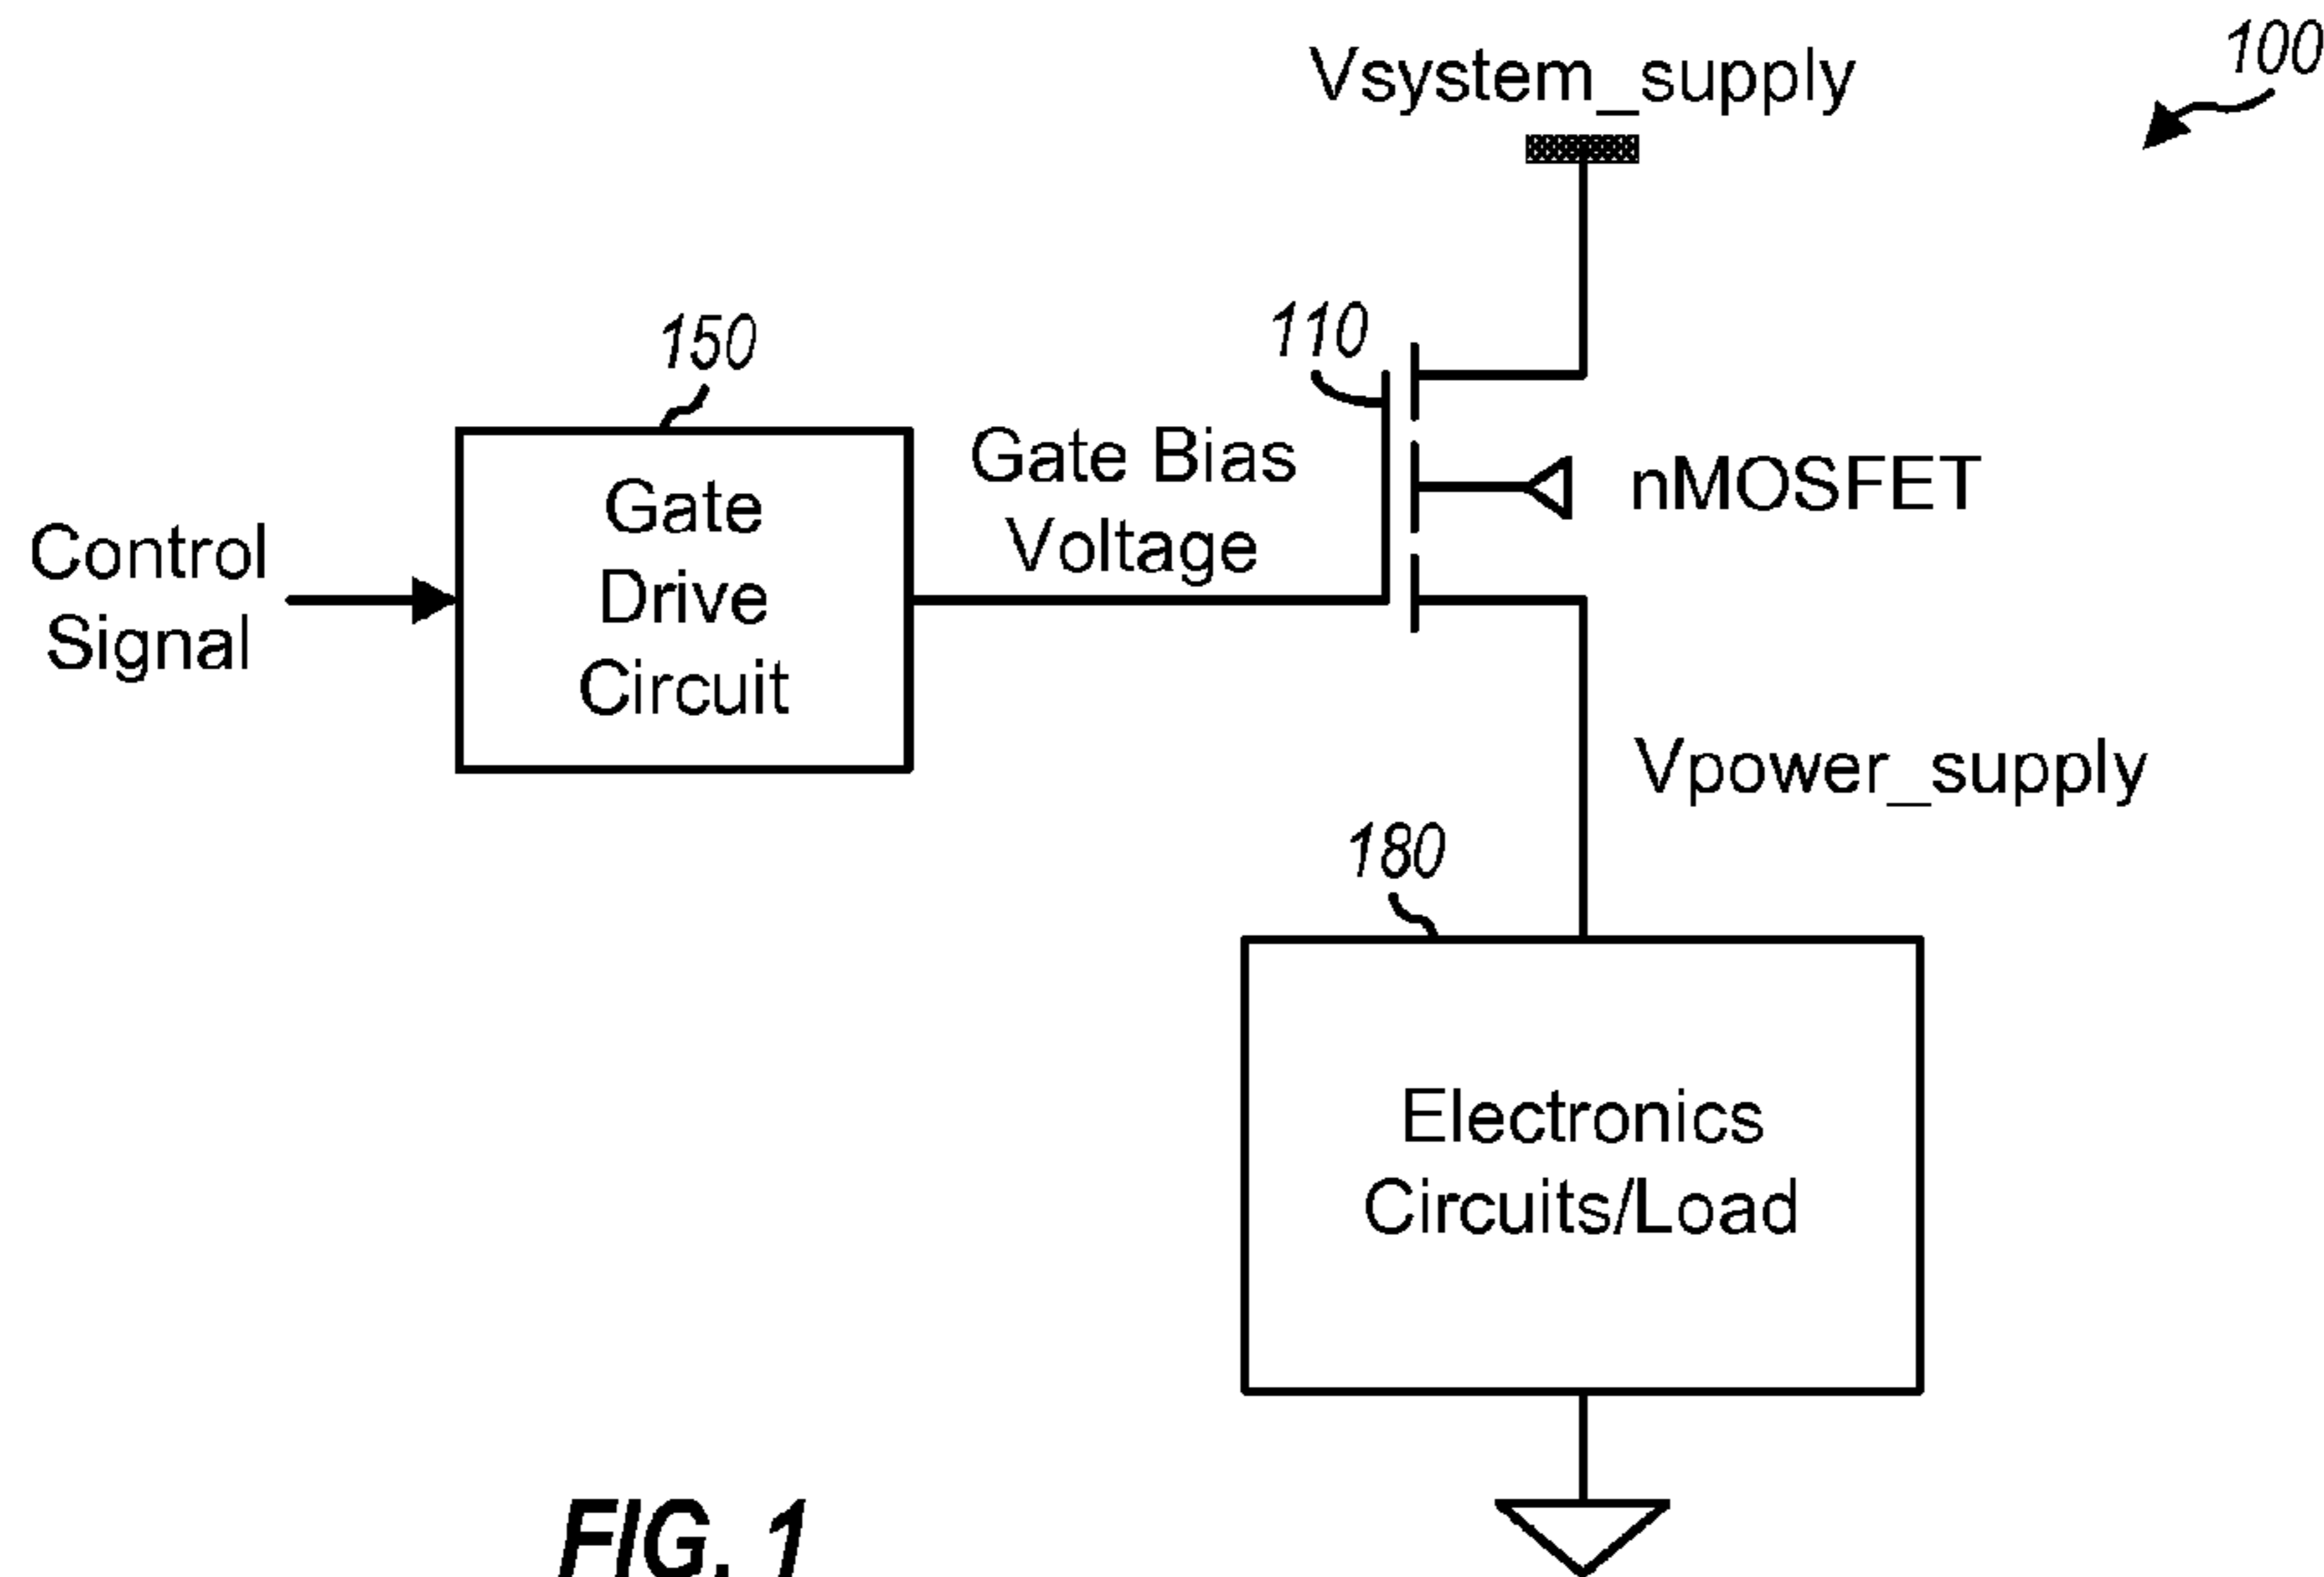 100
Vsystem_supply
150
110
Gate Bias
Voltage
nMOSFET
Control
Signal
Gate
Drive
Circuit
Vpower_supply
180
Electronics
Circuits/Load
FIG. 1